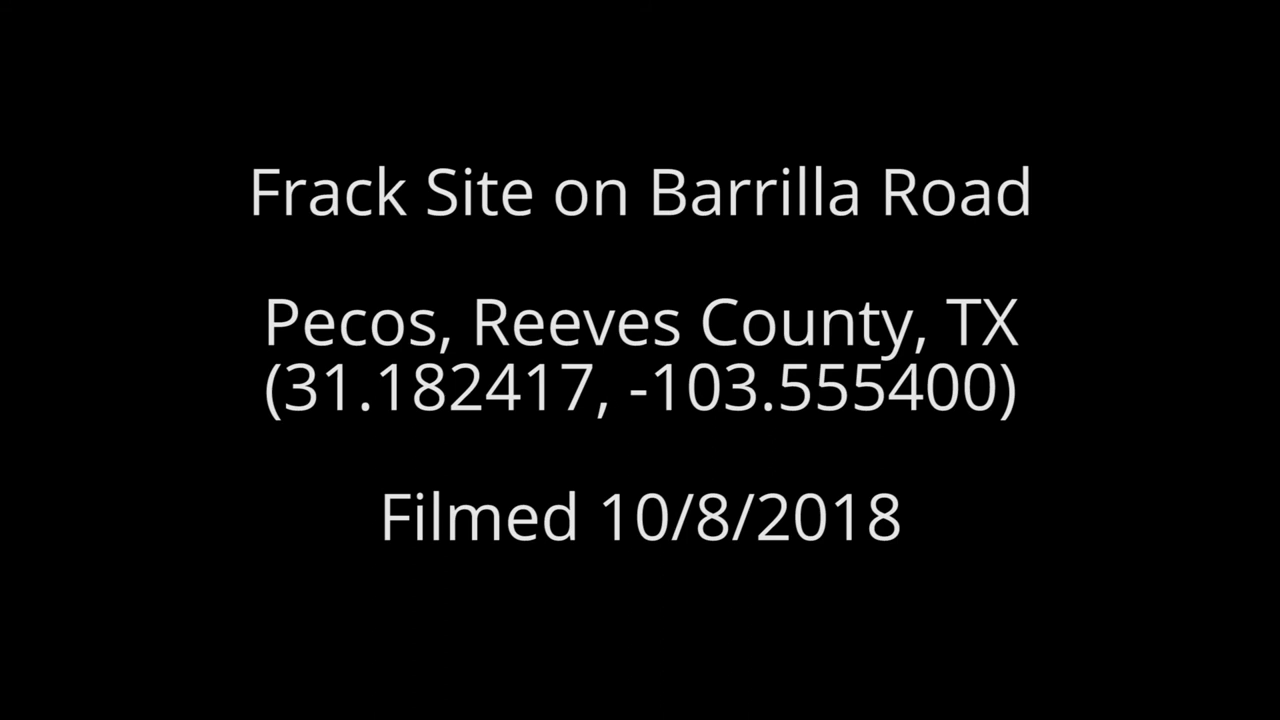 Frack Site on Barrilla Road
Pecos, Reeves County, TX
(31.182417, -103.555400)
Filmed 10/8/2018